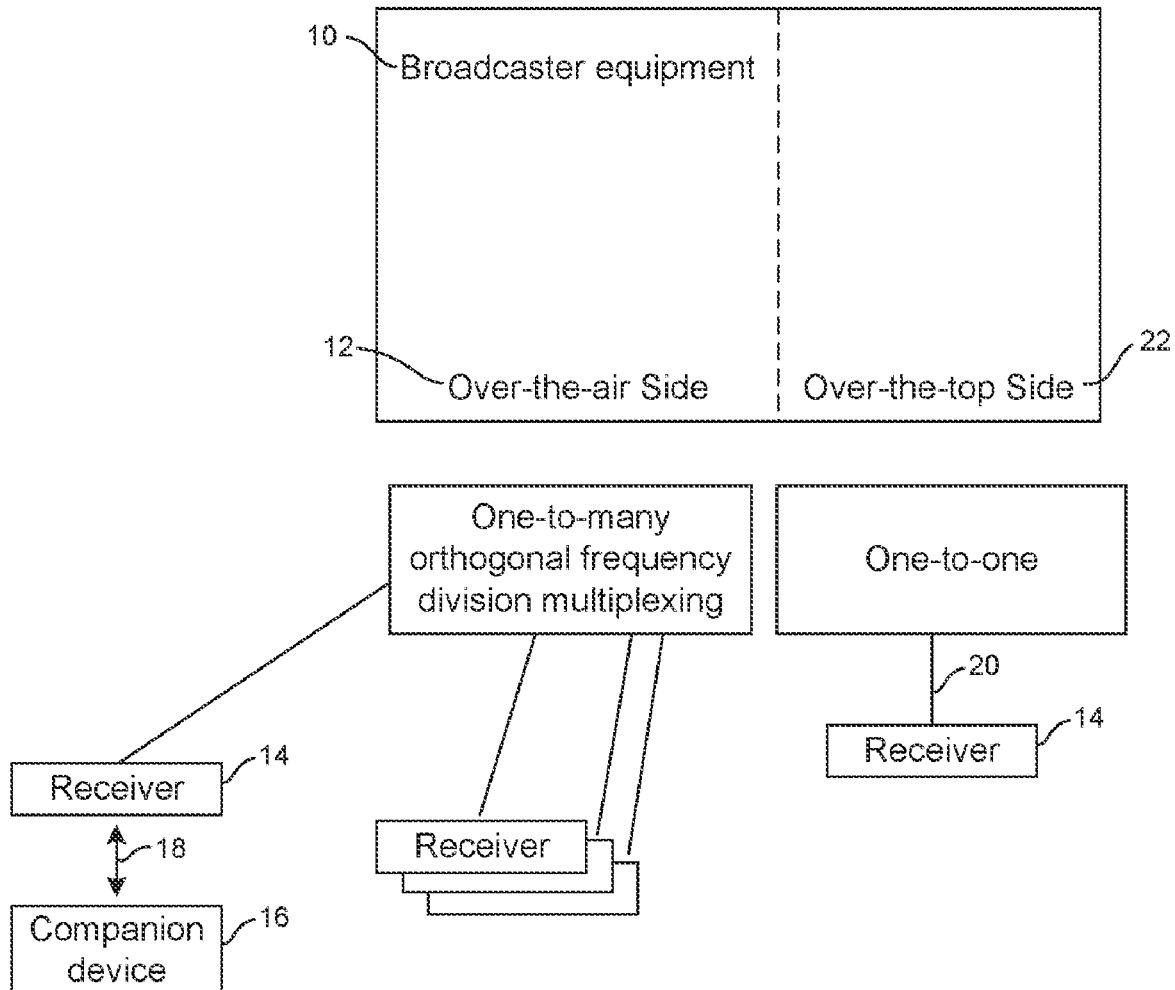 10
Broadcaster equipment
12
Over-the-air Side
Over-the-top Side
22
One-to-many
orthogonal frequency
division multiplexing
One-to-one
20
14
Receiver
14
Receiver
18
Receiver
16
Companion
device